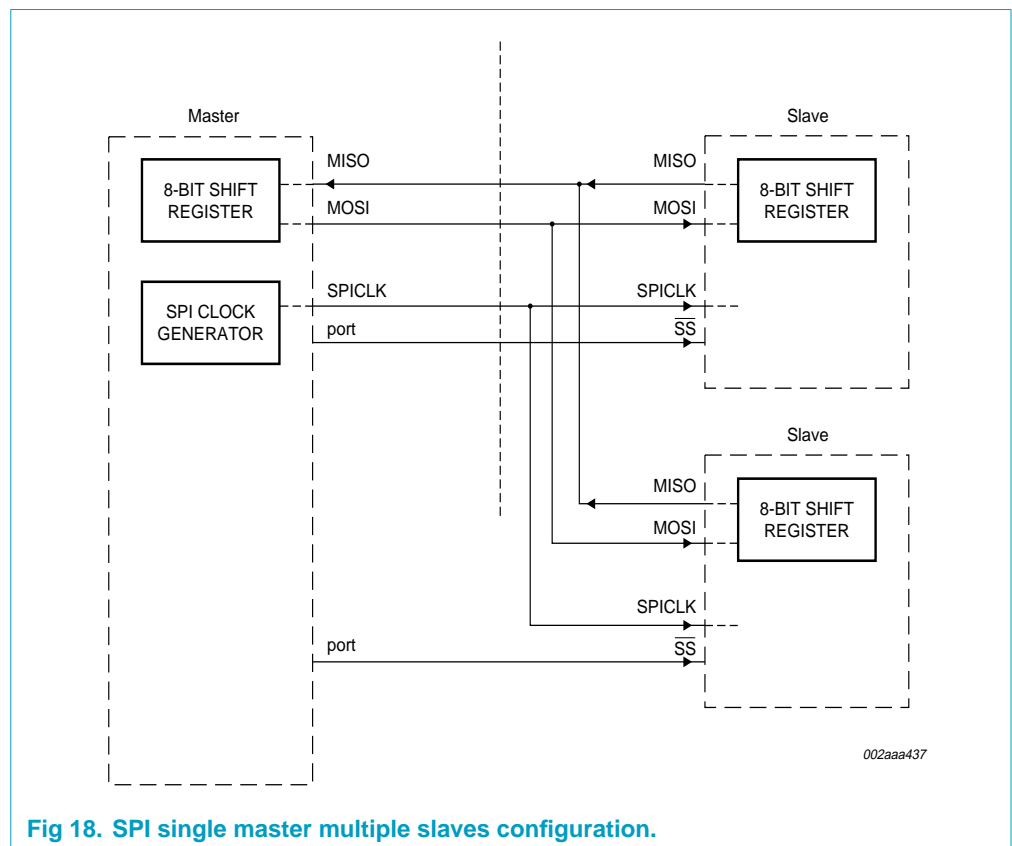 Master
Slave
8-BIT SHIFT
REGISTER
MISO
MISO
8-BIT SHIFT
REGISTER
MOSI
MOSI
SPI CLOCK
GENERATOR
SPICLK
SPICLK
port
S̅S̅
Slave
MISO
8-BIT SHIFT
REGISTER
MOSI
SPICLK
port
S̅S̅
002aaa437
Fig 18. SPI single master multiple slaves configuration.